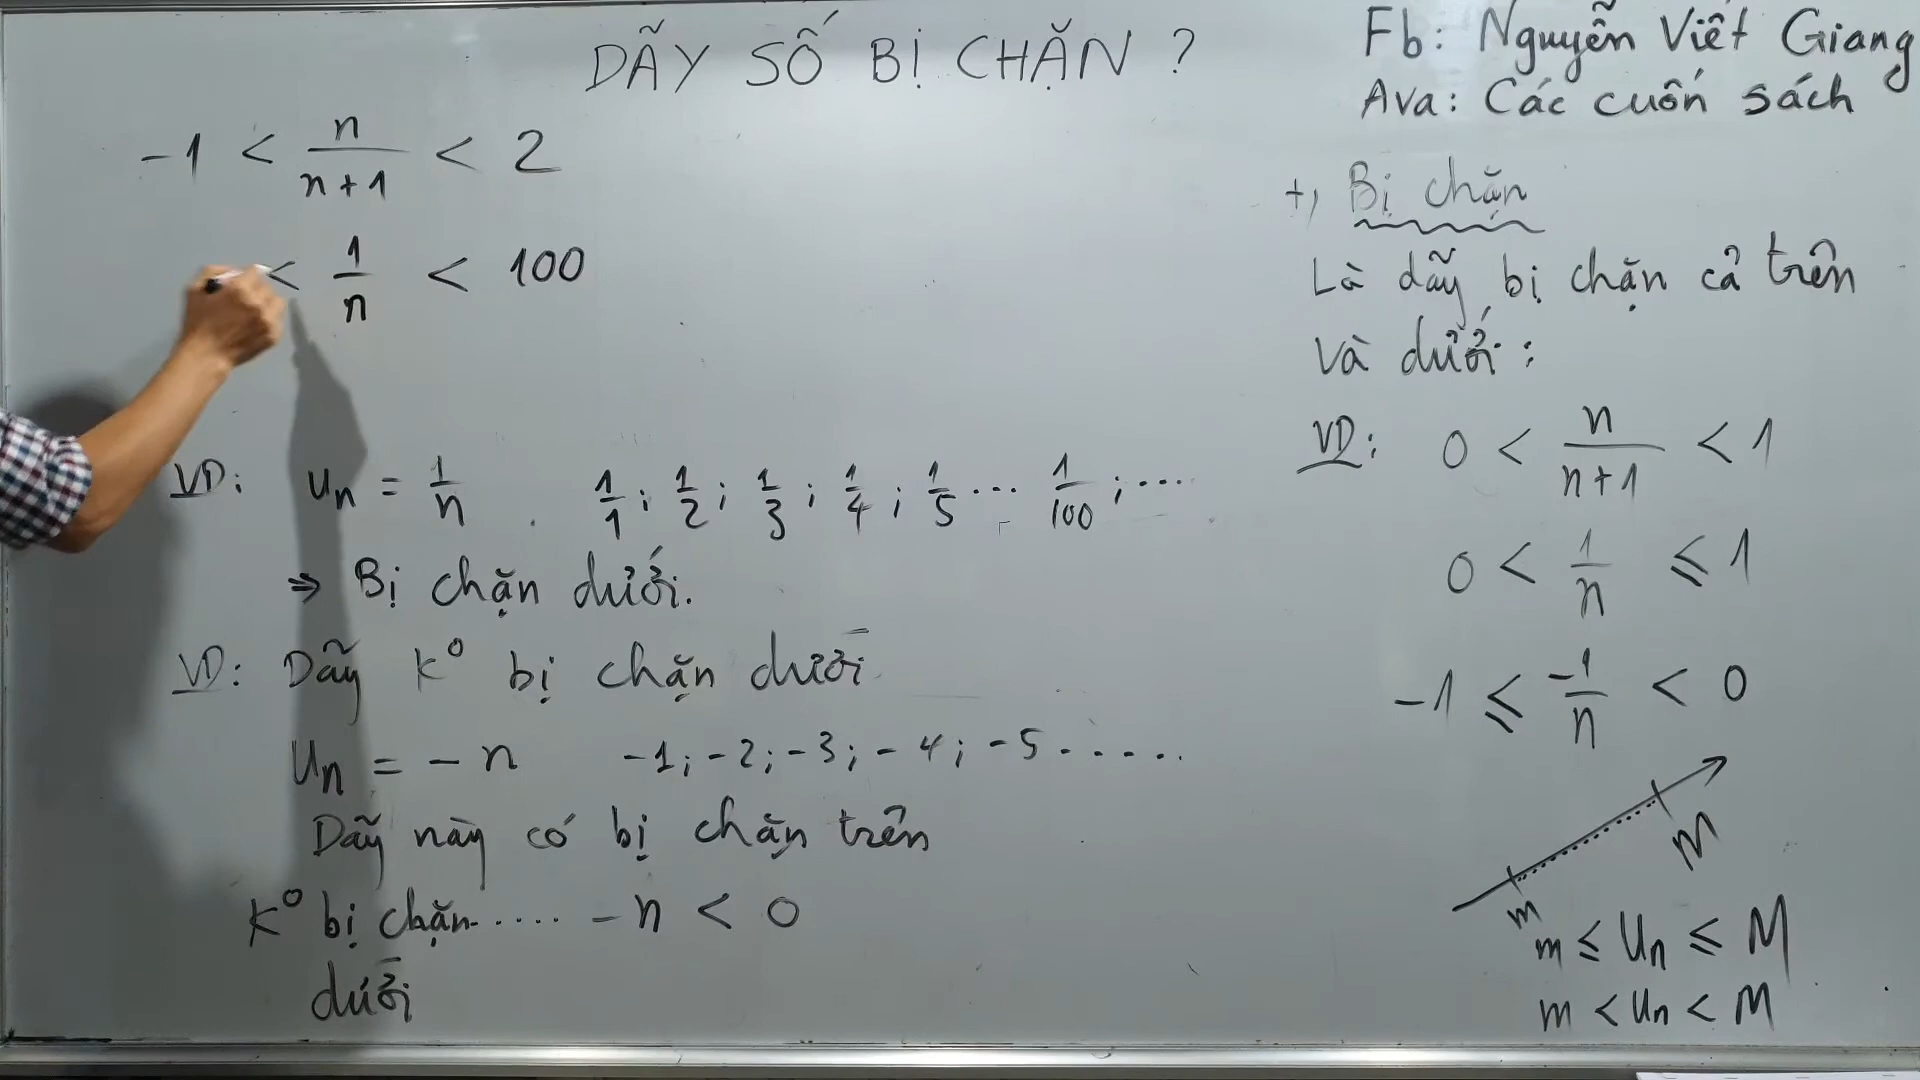 DÃY SỐ BỊ CHẶN ?
Fb: Nguyễn Viết Giang
Ava: Các cuốn sách
-1 < n/(n+1) < 2
< 1/n < 100
VD: un = 1/n 1/1 ; 1/2 ; 1/3 ; 1/4 ; 1/5 ... 1/100 ; ....
⇒ Bị chặn dưới.
VD: Dãy K⁰ bị chặn dưới
Un = - n -1; -2; -3; -4; -5 ......
Dãy này có bị chặn trên
K⁰ bị chặn ..... - n < 0
dưới
+, Bị chặn
Là dãy bị chặn cả trên
và dưới :
VD: 0 < n/(n+1) < 1
0 < 1/n ≤ 1
-1 ≤ -1/n < 0
m M
m ≤ Un ≤ M
m < Un < M